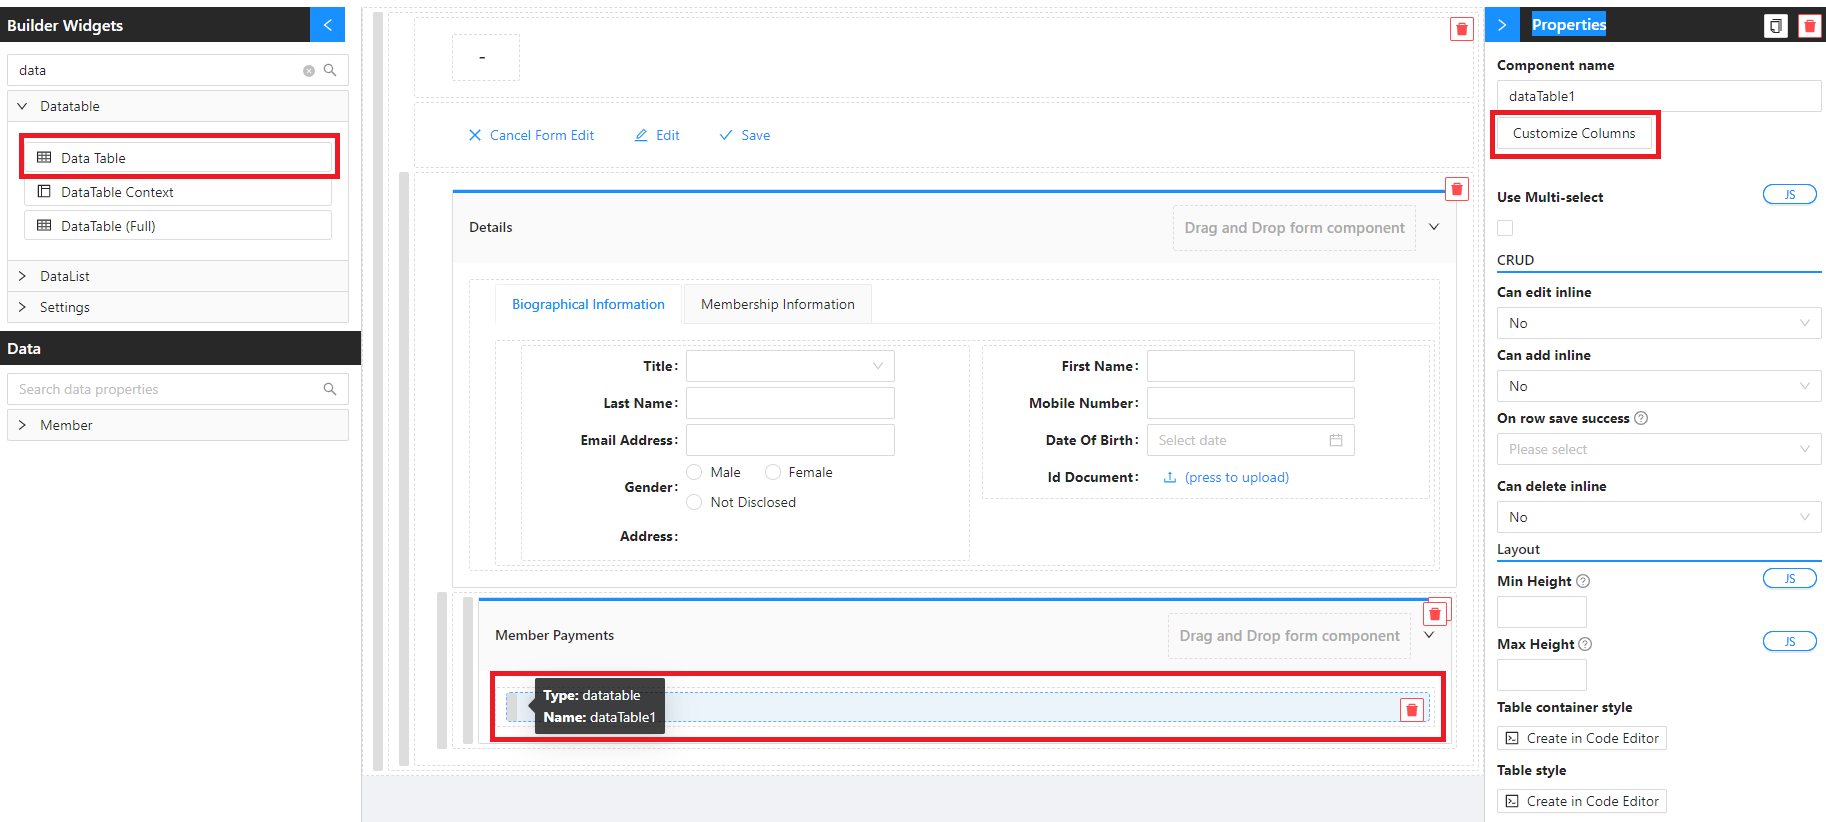 Builder Widgets
data
Datatable
Data Table
DataTable Context
DataTable (Full)
DataList
Settings
Data
Search data properties
Member
-
Cancel Form Edit
Edit
Save
Details
Drag and Drop form component
Biographical Information
Membership Information
Title:
First Name:
Last Name:
Mobile Number:
Email Address:
Date Of Birth:
Select date
Gender:
Male
Female
Not Disclosed
Id Document:
(press to upload)
Address:
Member Payments
Drag and Drop form component
Type: datatable
Name: dataTable1
Properties
Component name
dataTable1
Customize Columns
Use Multi-select
JS
CRUD
Can edit inline
No
Can add inline
No
On row save success
Please select
Can delete inline
No
Layout
Min Height
JS
Max Height
JS
Table container style
Create in Code Editor
Table style
Create in Code Editor